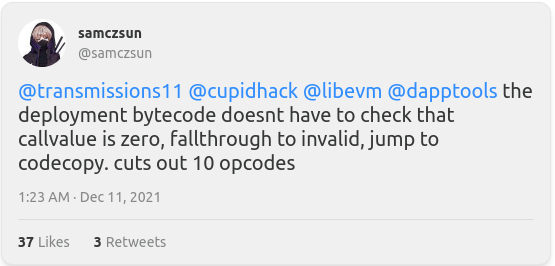 samczsun
@samczsun
@transmissions11 @cupidhack @libevm @dapptools the
deployment bytecode doesnt have to check that
callvalue is zero, fallthrough to invalid, jump to
codecopy. cuts out 10 opcodes
1:23 AM · Dec 11, 2021
37 Likes 3 Retweets